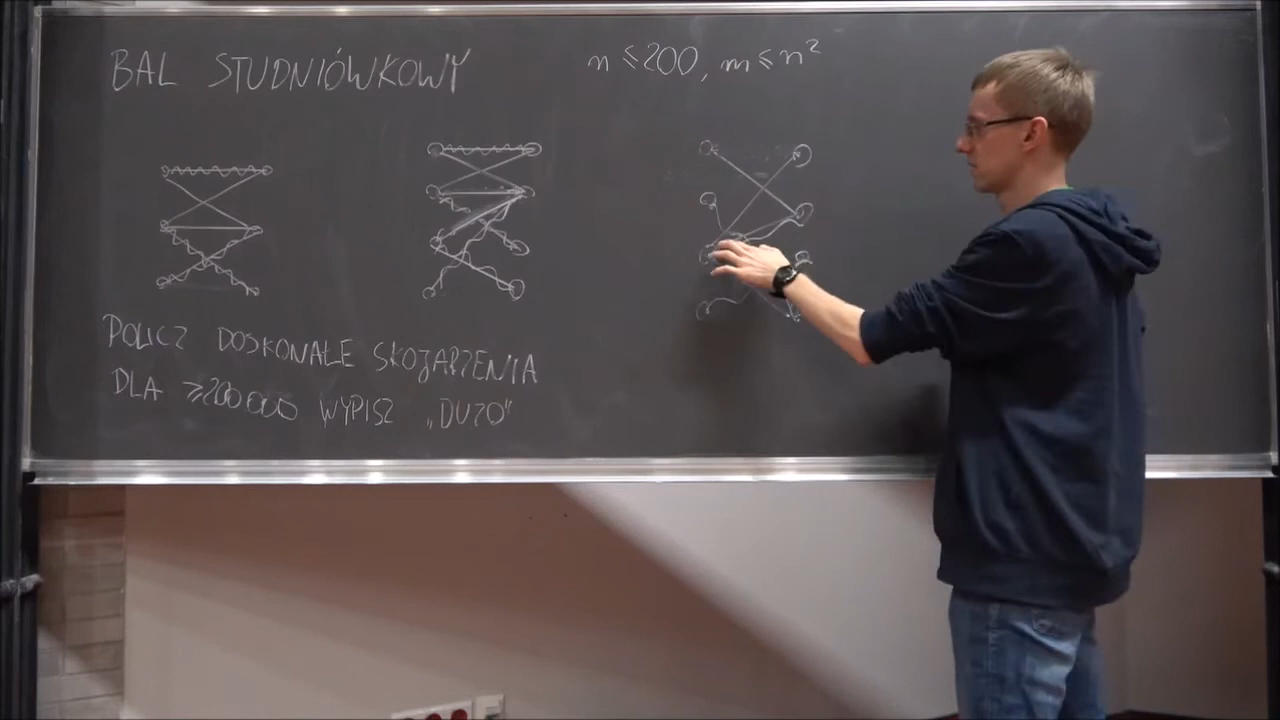 BAL STUDNIÓWKOWY
n ≤ 200, m ≤ n²
POLICZ DOSKONAŁE SKOJARZENIA
DLA ≥200 000 WYPISZ „DUŻO"